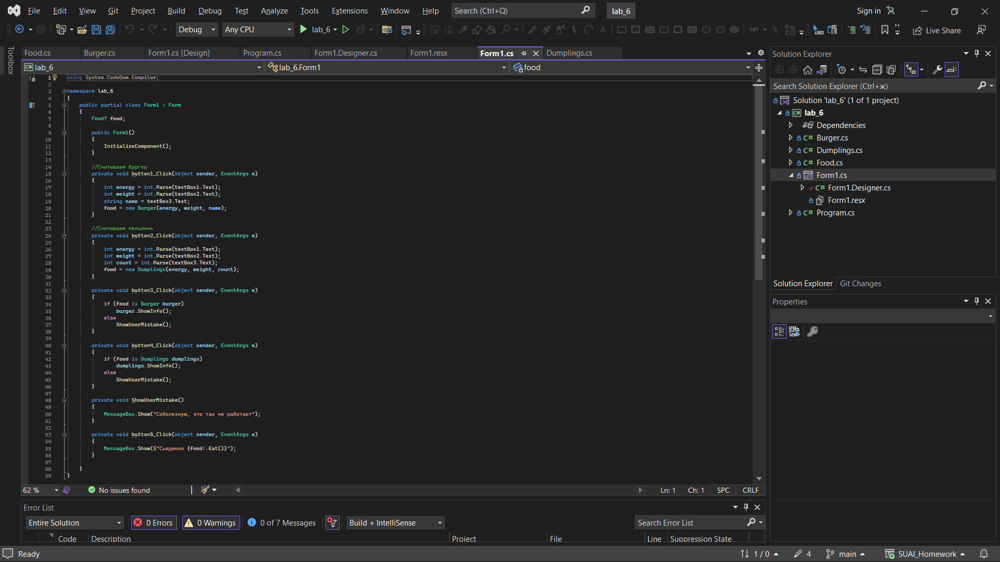 File Edit View Git Project Build Debug Test Analyze Tools Extensions Window Help Search (Ctrl+Q) lab_6 Sign in
Debug Any CPU lab_6 opt Live Share
Toolbox
Food.cs Burger.cs Form1.cs [Design] Program.cs Form1.Designer.cs Form1.resx Form1.cs Dumplings.cs
lab_6 lab_6.Form1 food
1 using System.CodeDom.Compiler;
2
3 namespace lab_6
4 {
5 public partial class Form1 : Form
6 {
7 Food? food;
8
9 public Form1()
10 {
11 InitializeComponent();
12 }
13
14 //Считываем бургер
15 private void button1_Click(object sender, EventArgs e)
16 {
17 int energy = int.Parse(textBox1.Text);
18 int weight = int.Parse(textBox2.Text);
19 string name = textBox3.Text;
20 food = new Burger(energy, weight, name);
21 }
22
23 //Считываем пельмень
24 private void button2_Click(object sender, EventArgs e)
25 {
26 int energy = int.Parse(textBox1.Text);
27 int weight = int.Parse(textBox2.Text);
28 int count = int.Parse(textBox3.Text);
29 food = new Dumplings(energy, weight, count);
30 }
31
32 private void button3_Click(object sender, EventArgs e)
33 {
34 if (food is Burger burger)
35 burger.ShowInfo();
36 else
37 ShowUserMistake();
38 }
39
40 private void button4_Click(object sender, EventArgs e)
41 {
42 if (food is Dumplings dumplings)
43 dumplings.ShowInfo();
44 else
45 ShowUserMistake();
46 }
47
48 private void ShowUserMistake()
49 {
50 MessageBox.Show("Соболезную, это так не работает");
51 }
52
53 private void button5_Click(object sender, EventArgs e)
54 {
55 MessageBox.Show($"Сьеденно {food!.Eat()}");
56 }
57
58 }
59 }
62 % No issues found Ln: 1 Ch: 1 SPC CRLF
Error List
Entire Solution 0 Errors 0 Warnings 0 of 7 Messages Build + IntelliSense Search Error List
Code Description Project File Line Suppression State
Solution Explorer
Search Solution Explorer (Ctrl+ж)
Solution 'lab_6' (1 of 1 project)
lab_6
Dependencies
Burger.cs
Dumplings.cs
Food.cs
Form1.cs
Form1.Designer.cs
Form1.resx
Program.cs
Solution Explorer Git Changes
Properties
Ready 1 / 0 4 main SUAI_Homework